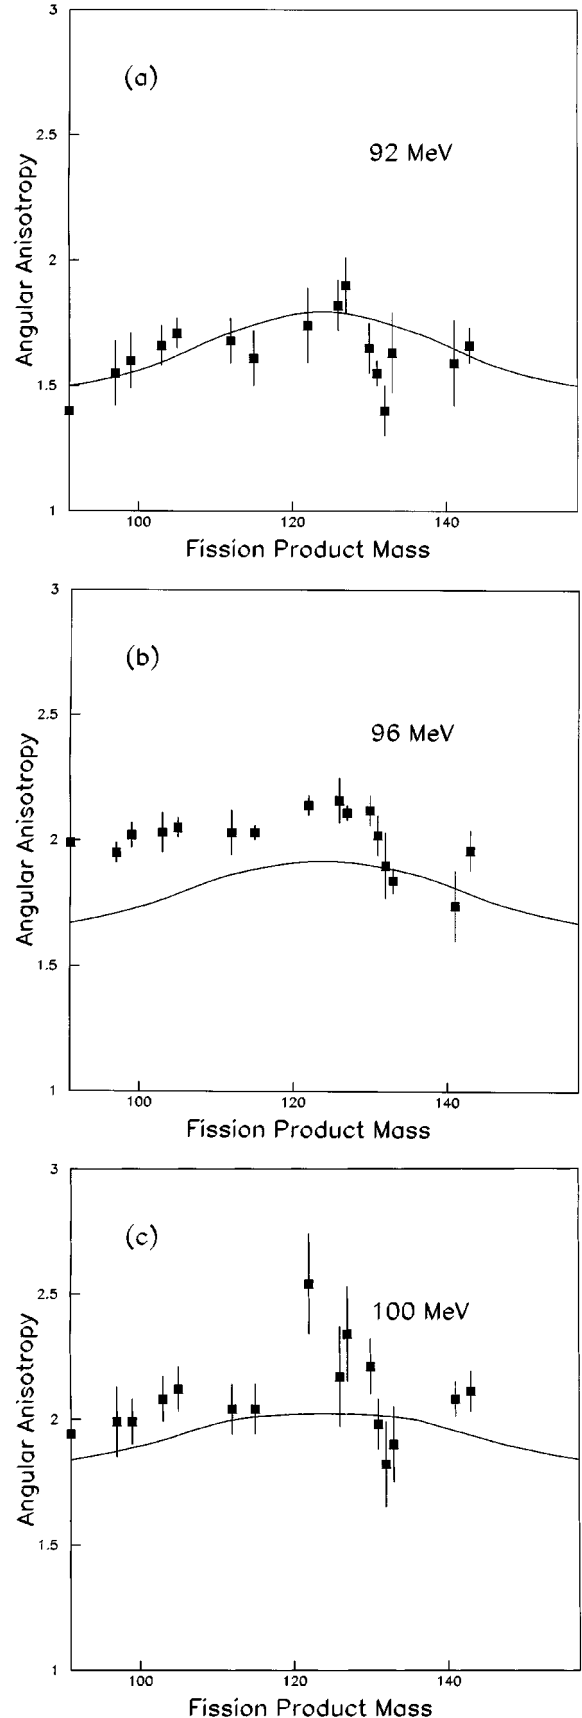 3
(a)
2.5
92 MeV
2
1.5
1
100
120
140
Angular Anisotropy
Fission Product Mass
3
(b)
2.5
96 MeV
2
1.5
1
100
120
140
Angular Anisotropy
Fission Product Mass
3
(c)
2.5
100 MeV
2
1.5
1
100
120
140
Angular Anisotropy
Fission Product Mass